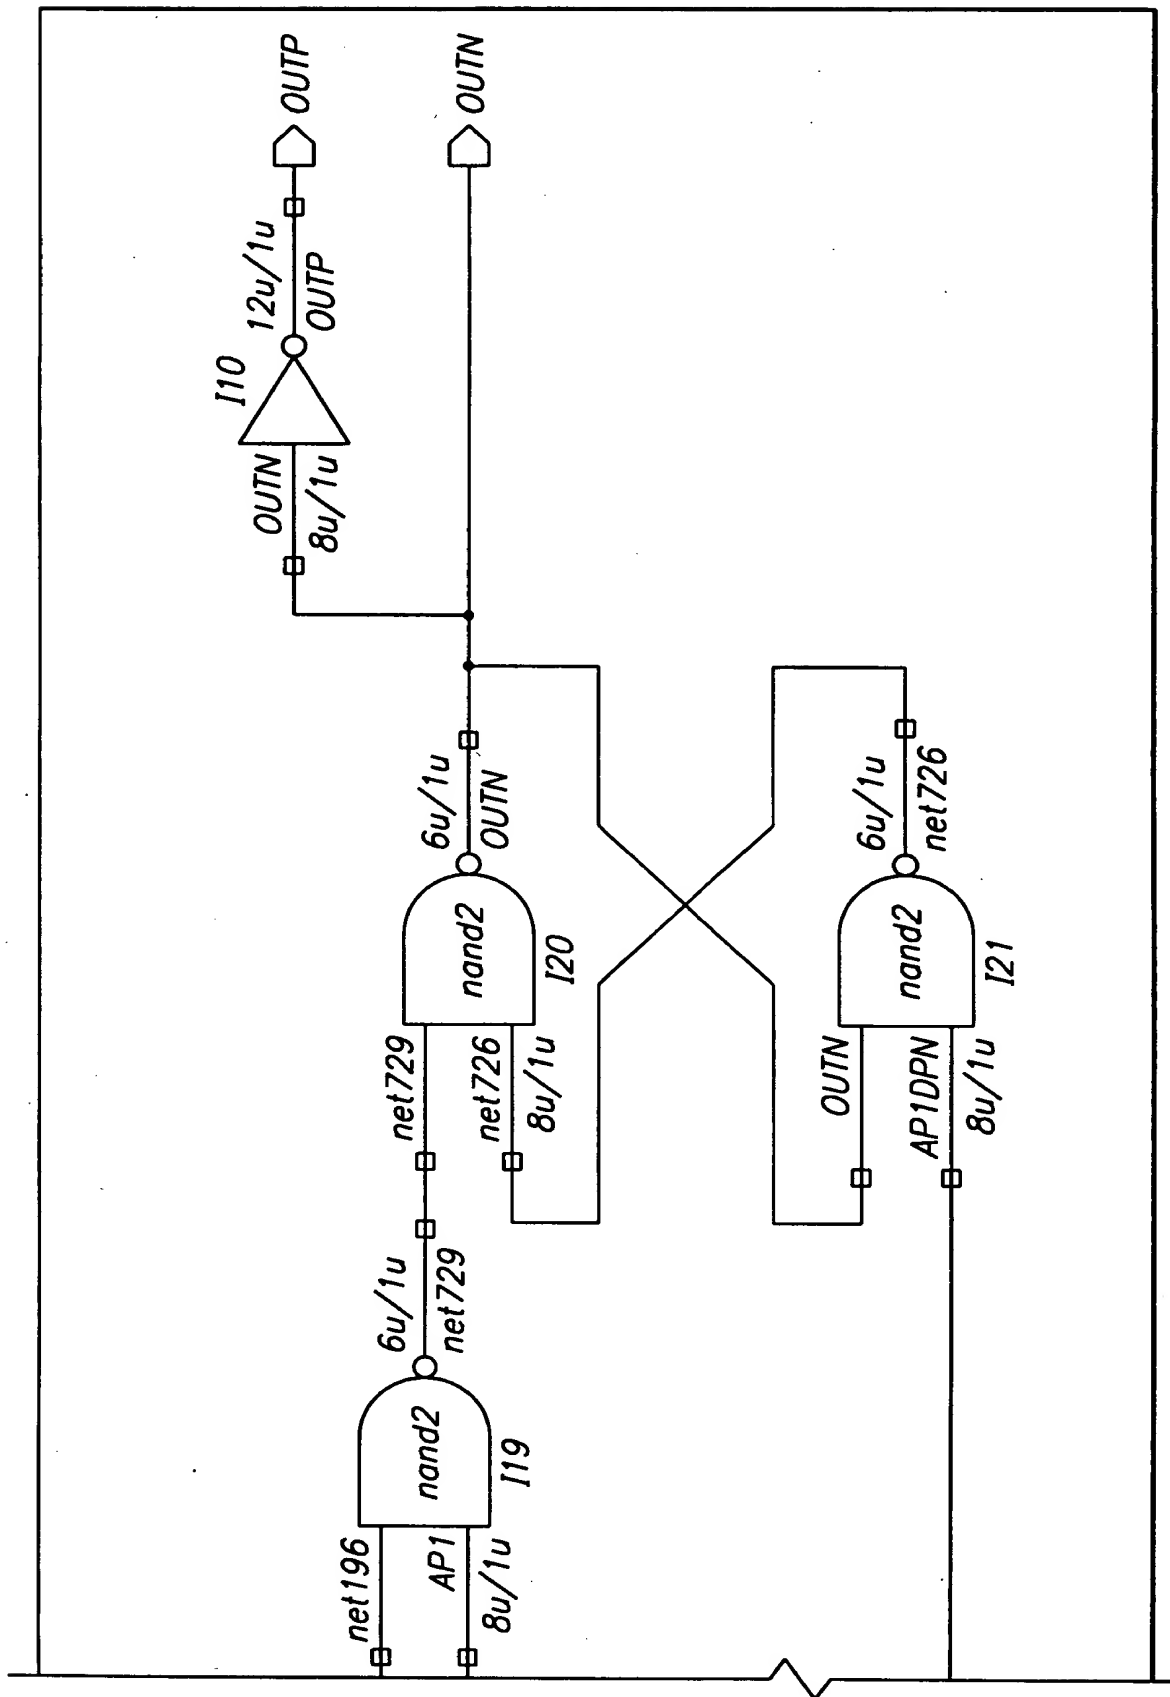 net196
AP1
8u/1u
nand2
I19
6u/1u
net729
net729
net726
8u/1u
nand2
I20
6u/1u
OUTN
OUTN
8u/1u
I10
12u/1u
OUTP
OUTP
OUTN
OUTN
AP1DPN
8u/1u
nand2
I21
6u/1u
net726